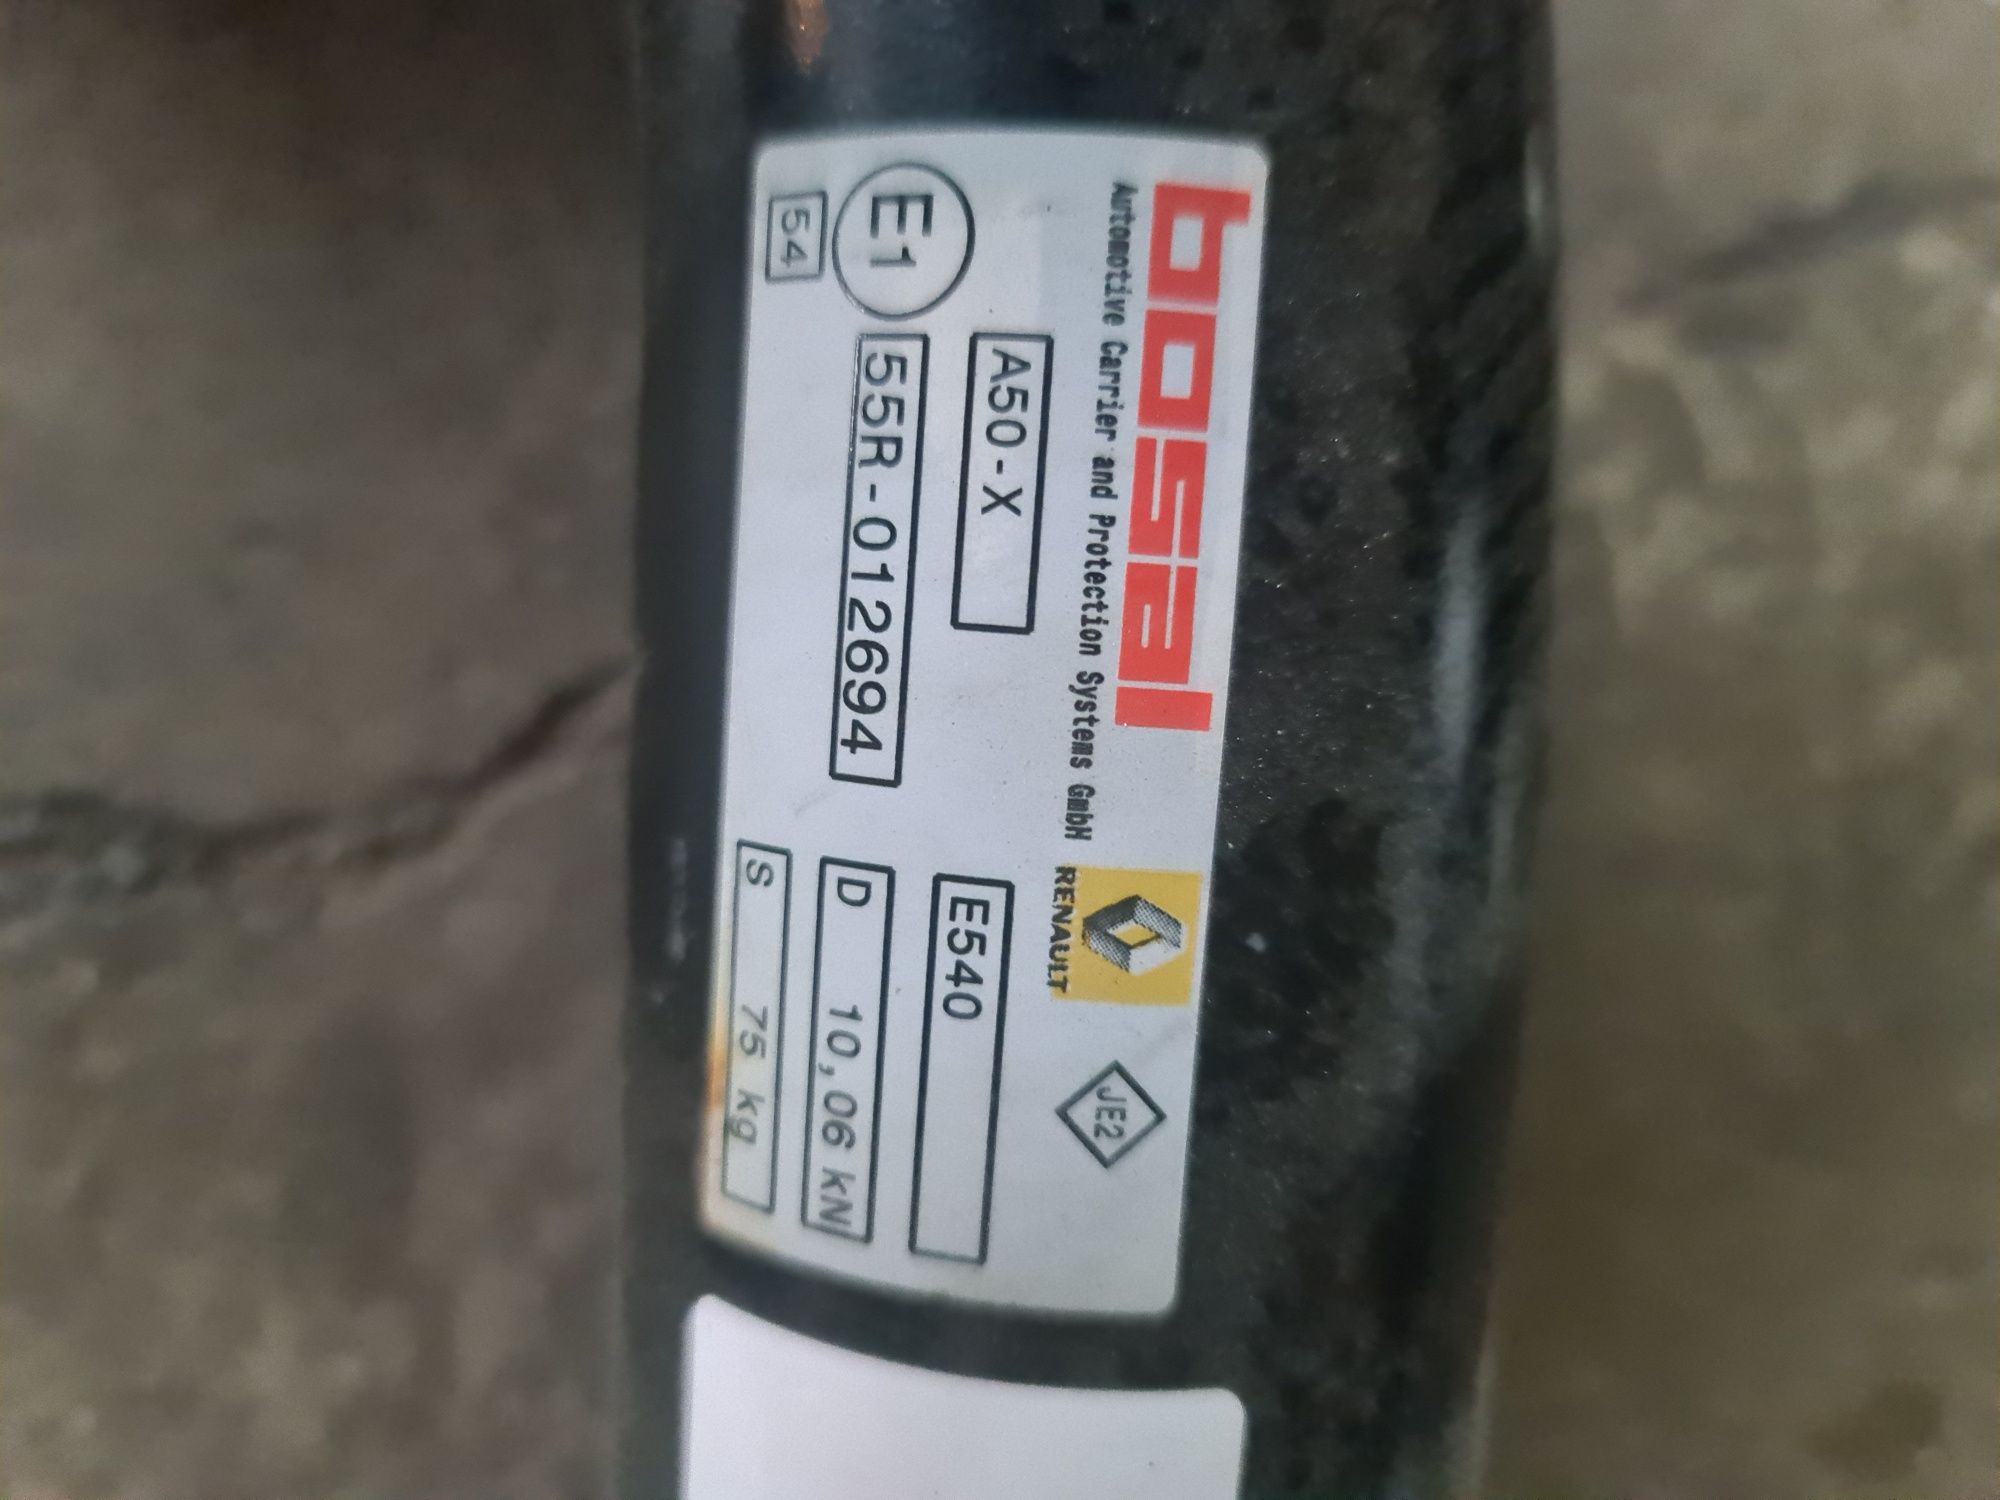 bosal
Automotive Carrier and Protection Systems GmbH
RENAULT
JE2
A50-X
E540
E1
55R-012694
D 10,06 kN
54
S 75 kg